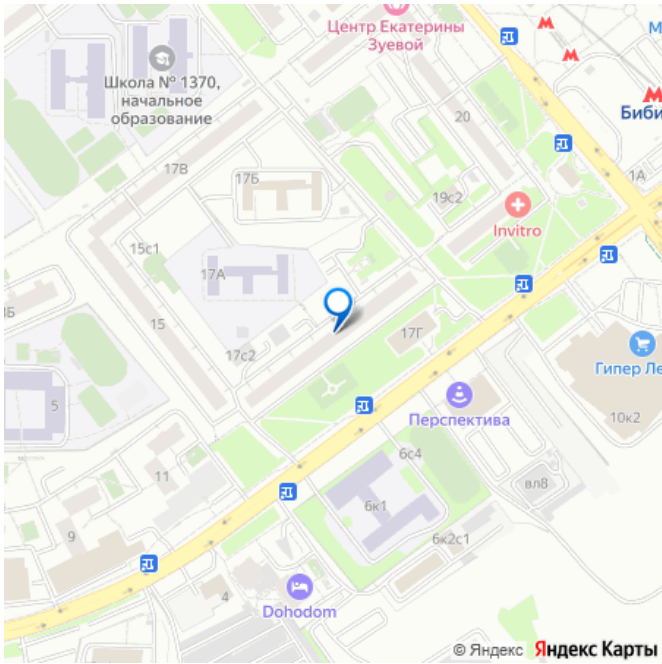 Центр Екатерины
Зуевой
М
Школа № 1370,
начальное
образование
Биби
20
17В
17Б
1А
19с2
Invitro
15с1
17А
15
17с2
17Г
Гипер Ле
5
Перспектива
10к2
6с4
11
вл8
6к1
9
6к2с1
4
Dohodom
© Яндекс Яндекс Карты